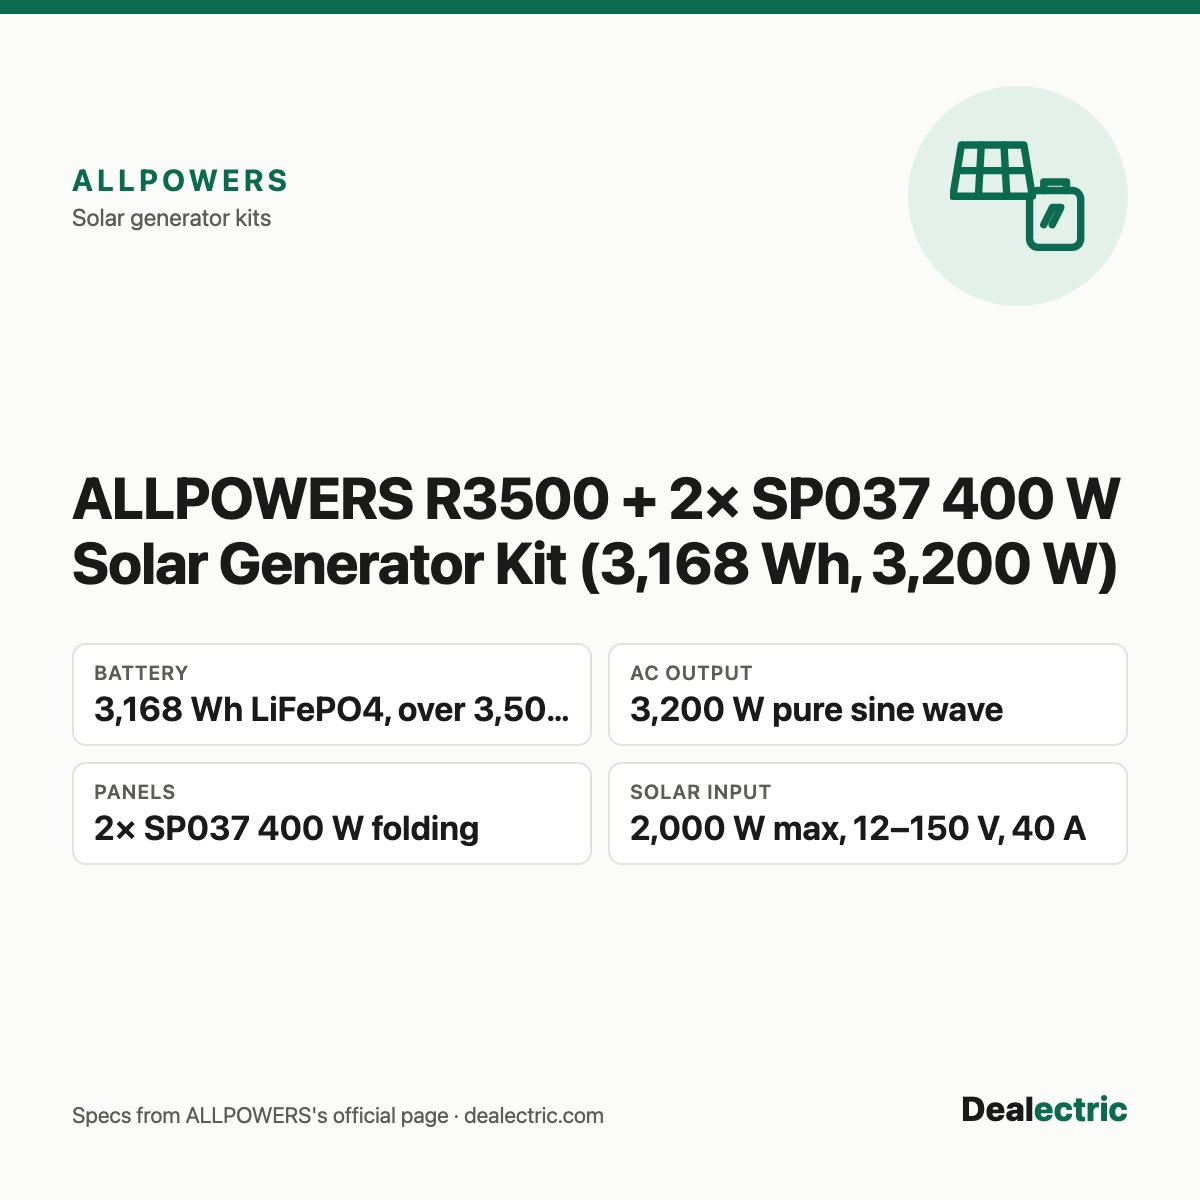 ALLPOWERS
Solar generator kits
ALLPOWERS R3500 + 2× SP037 400 W
Solar Generator Kit (3,168 Wh, 3,200 W)
BATTERY
3,168 Wh LiFePO4, over 3,50…
AC OUTPUT
3,200 W pure sine wave
PANELS
2× SP037 400 W folding
SOLAR INPUT
2,000 W max, 12–150 V, 40 A
Specs from ALLPOWERS's official page · dealectric.com
Dealectric